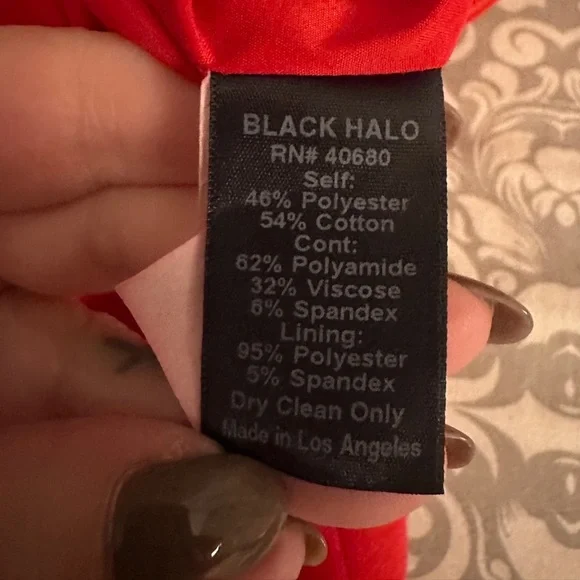 BLACK HALO
RN# 40680
Self:
46% Polyester
54% Cotton
Cont:
62% Polyamide
32% Viscose
6% Spandex
Lining:
95% Polyester
5% Spandex
Dry Clean Only
Made in Los Angeles